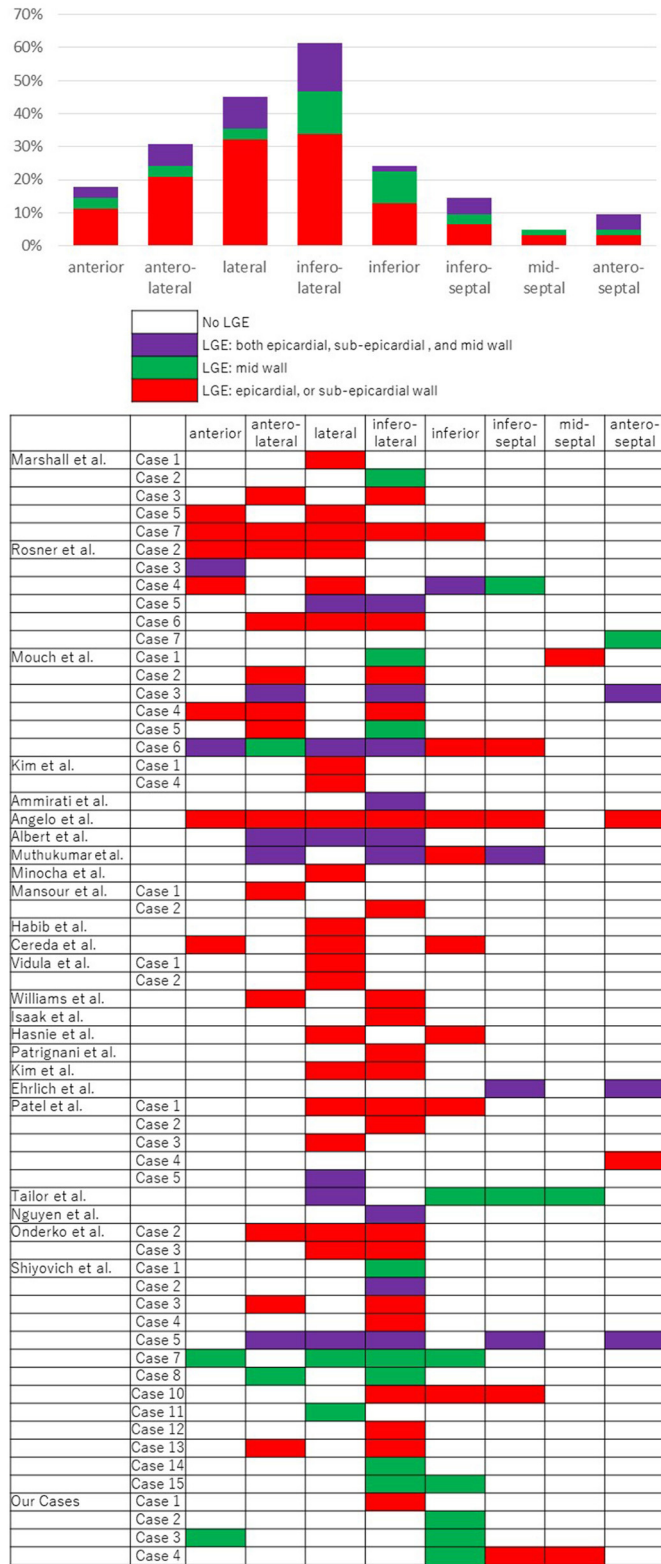 70%
60%
50%
40%
30%
20%
10%
0%
anterior antero-lateral lateral infero-lateral inferior infero-septal mid-septal antero-septal
No LGE
LGE: both epicardial, sub-epicardial , and mid wall
LGE: mid wall
LGE: epicardial, or sub-epicardial wall
anterior antero-lateral lateral infero-lateral inferior infero-septal mid-septal antero-septal
Marshall et al. Case 1
Case 2
Case 3
Case 5
Case 7
Rosner et al. Case 2
Case 3
Case 4
Case 5
Case 6
Case 7
Mouch et al. Case 1
Case 2
Case 3
Case 4
Case 5
Case 6
Kim et al. Case 1
Case 4
Ammirati et al.
Angelo et al.
Albert et al.
Muthukumar et al.
Minocha et al.
Mansour et al. Case 1
Case 2
Habib et al.
Cereda et al.
Vidula et al. Case 1
Case 2
Williams et al.
Isaak et al.
Hasnie et al.
Patrignani et al.
Kim et al.
Ehrlich et al.
Patel et al. Case 1
Case 2
Case 3
Case 4
Case 5
Tailor et al.
Nguyen et al.
Onderko et al. Case 2
Case 3
Shiyovich et al. Case 1
Case 2
Case 3
Case 4
Case 5
Case 7
Case 8
Case 10
Case 11
Case 12
Case 13
Case 14
Case 15
Our Cases Case 1
Case 2
Case 3
Case 4